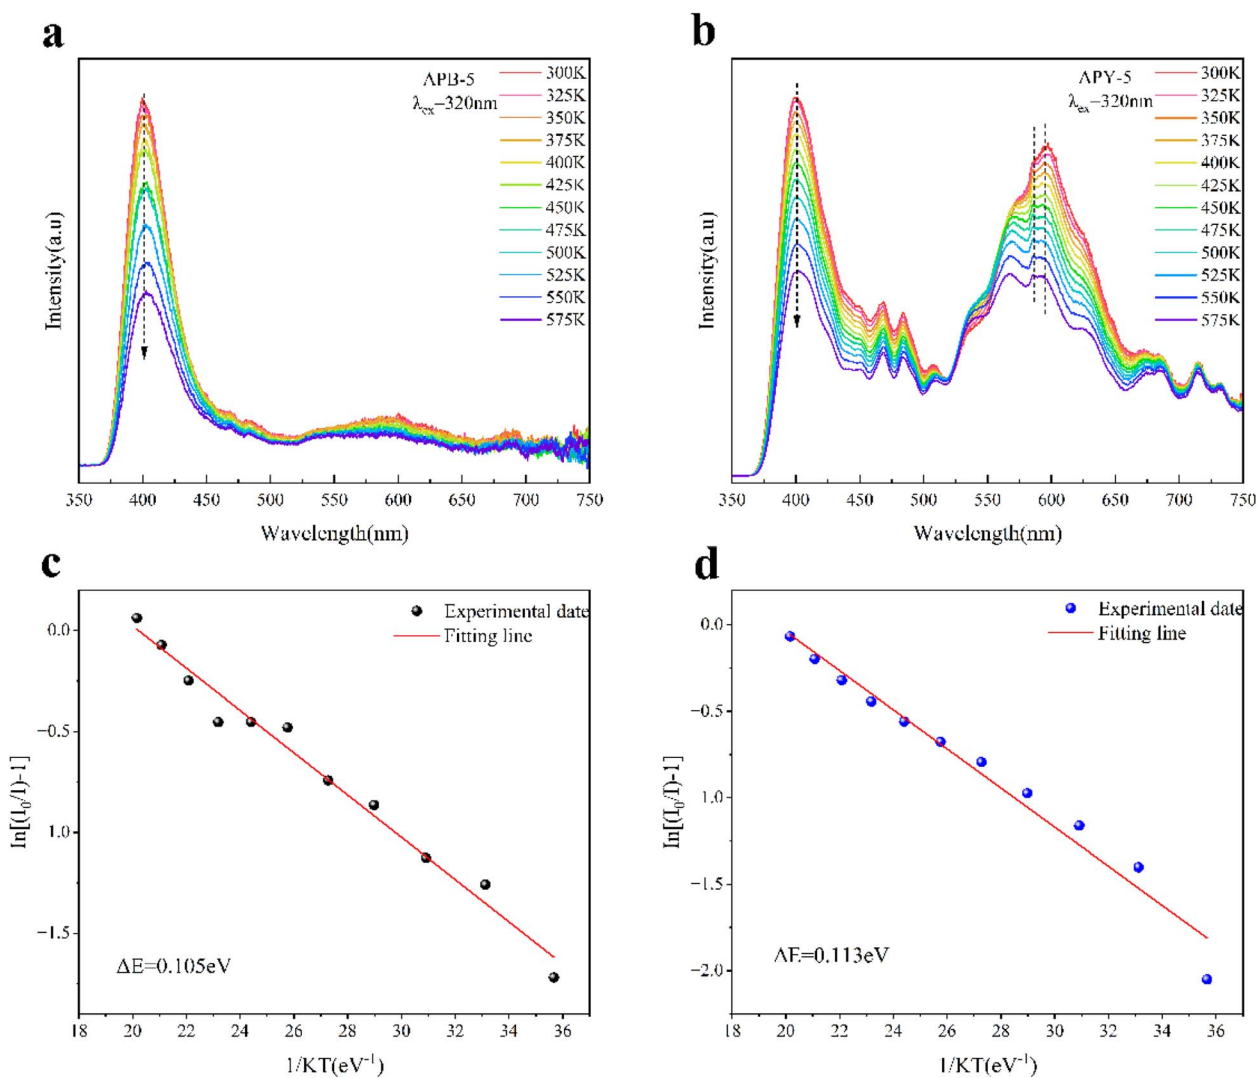 a
APB-5
λex=320nm
300K
325K
350K
375K
400K
425K
450K
475K
500K
525K
550K
575K
Intensity(a.u)
350 400 450 500 550 600 650 700 750
Wavelength(nm)
b
APY-5
λex=320nm
300K
325K
350K
375K
400K
425K
450K
475K
500K
525K
550K
575K
Intensity(a.u)
350 400 450 500 550 600 650 700 750
Wavelength(nm)
c
Experimental date
Fitting line
0.0
−0.5
1.0
−1.5
In[(I0/I)-1]
ΔE=0.105eV
18 20 22 24 26 28 30 32 34 36
1/KT(eV-1)
d
Experimental date
Fitting line
0.0
−0.5
1.0
−1.5
−2.0
In[(I0/I)-1]
ΔE=0.113eV
18 20 22 24 26 28 30 32 34 36
1/KT(eV-1)